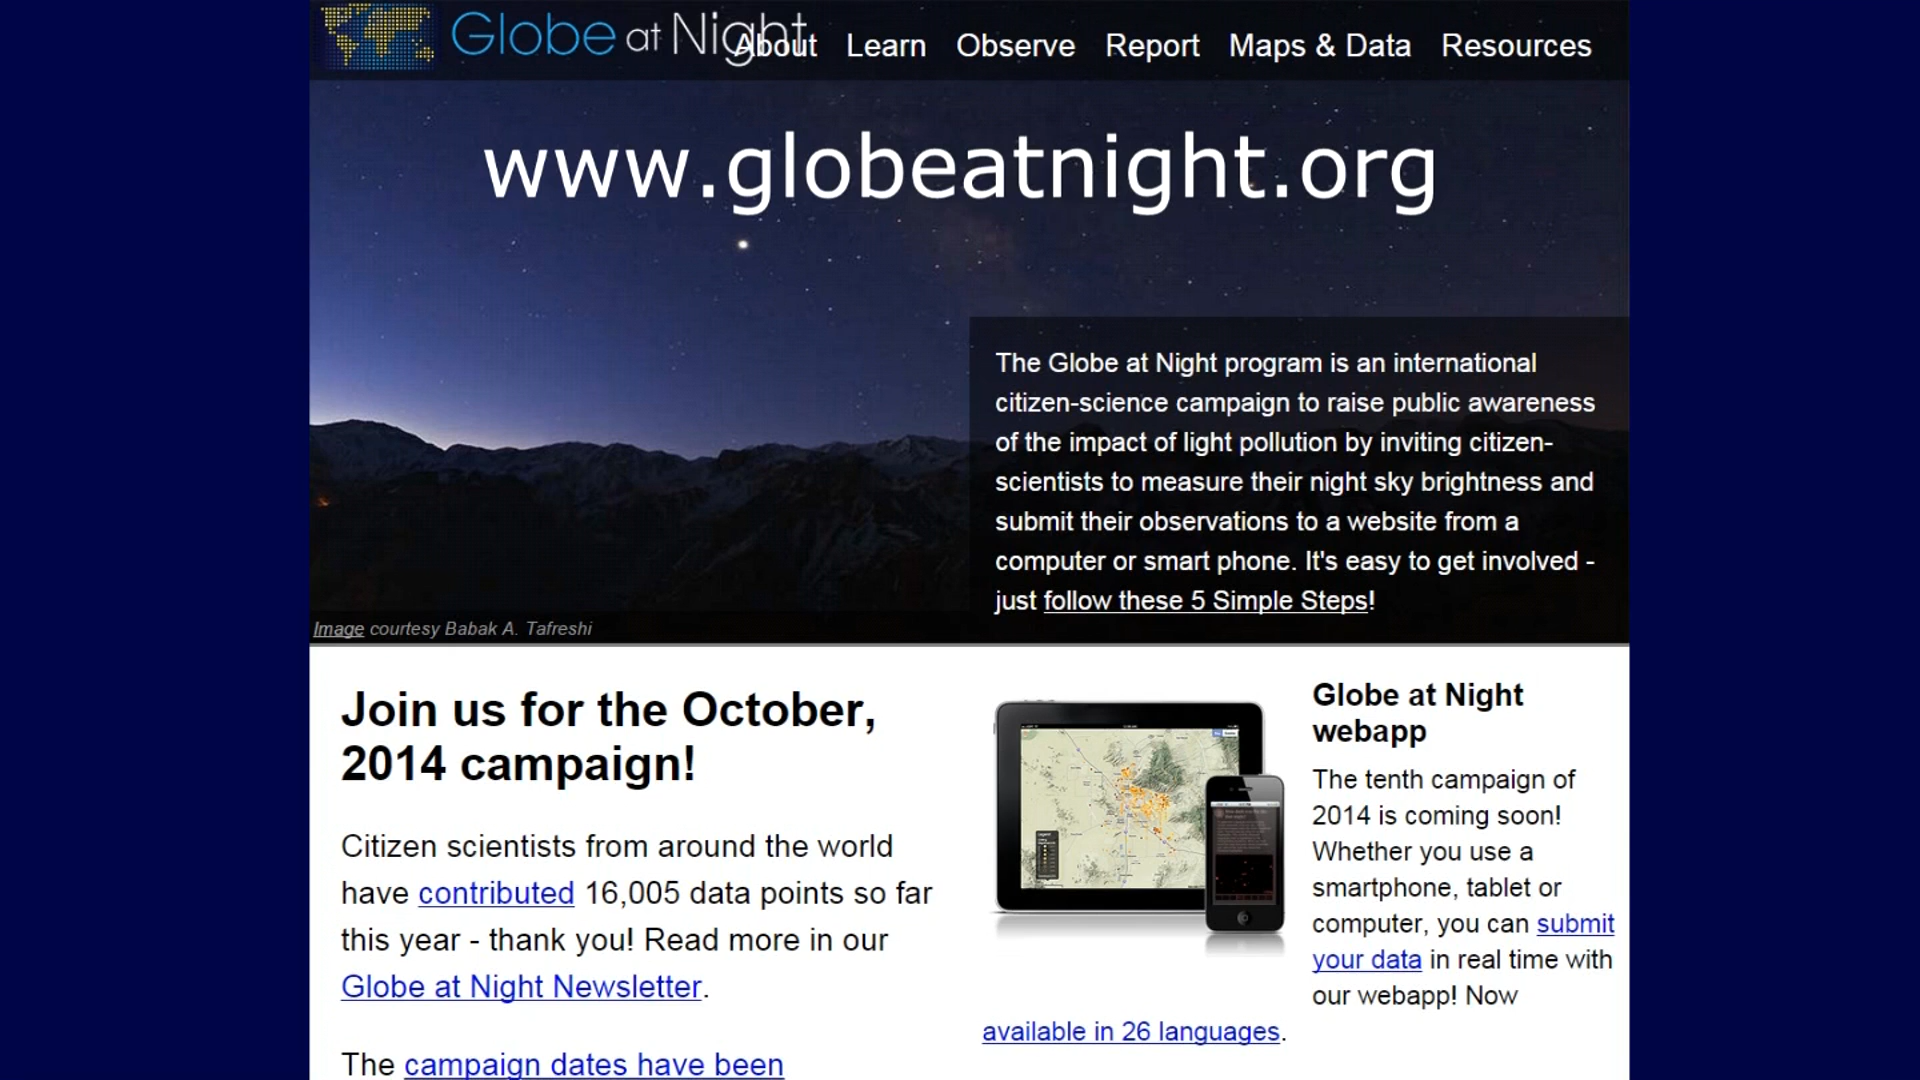 Globe at Night
About Learn Observe Report Maps & Data Resources
www.globeatnight.org
The Globe at Night program is an international
citizen-science campaign to raise public awareness
of the impact of light pollution by inviting citizen-
scientists to measure their night sky brightness and
submit their observations to a website from a
computer or smart phone. It's easy to get involved -
just follow these 5 Simple Steps!
Image courtesy Babak A. Tafreshi
Join us for the October,
2014 campaign!
Citizen scientists from around the world
have contributed 16,005 data points so far
this year - thank you! Read more in our
Globe at Night Newsletter.
The campaign dates have been
Globe at Night
webapp
The tenth campaign of
2014 is coming soon!
Whether you use a
smartphone, tablet or
computer, you can submit
your data in real time with
our webapp! Now
available in 26 languages.